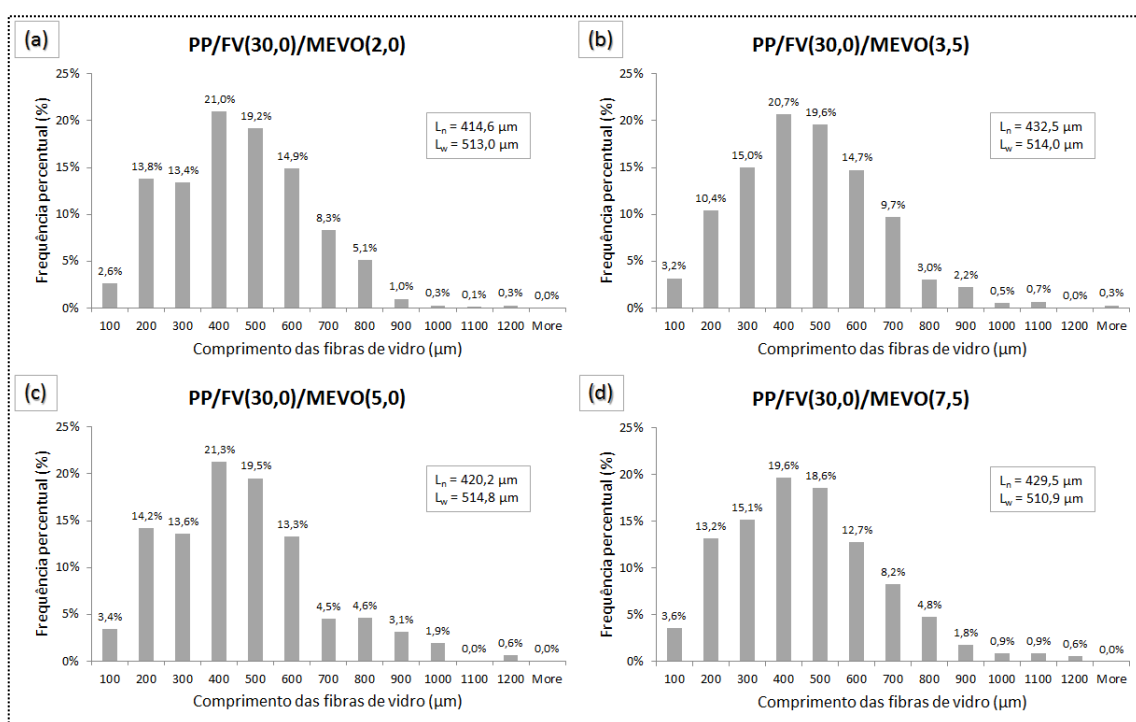 (a)
PP/FV(30,0)/MEVO(2,0)
Frequência percentual (%)
25%
20%
15%
10%
5%
0%
2,6%
13,8%
13,4%
21,0%
19,2%
14,9%
8,3%
5,1%
1,0%
0,3%
0,1%
0,3%
0,0%
Ln = 414,6 µm
Lw = 513,0 µm
100 200 300 400 500 600 700 800 900 1000 1100 1200 More
Comprimento das fibras de vidro (µm)
(b)
PP/FV(30,0)/MEVO(3,5)
Frequência percentual (%)
25%
20%
15%
10%
5%
0%
3,2%
10,4%
15,0%
20,7%
19,6%
14,7%
9,7%
3,0%
2,2%
0,5%
0,7%
0,0%
0,3%
Ln = 432,5 µm
Lw = 514,0 µm
100 200 300 400 500 600 700 800 900 1000 1100 1200 More
Comprimento das fibras de vidro (µm)
(c)
PP/FV(30,0)/MEVO(5,0)
Frequência percentual (%)
25%
20%
15%
10%
5%
0%
3,4%
14,2%
13,6%
21,3%
19,5%
13,3%
4,5%
4,6%
3,1%
1,9%
0,0%
0,6%
0,0%
Ln = 420,2 µm
Lw = 514,8 µm
100 200 300 400 500 600 700 800 900 1000 1100 1200 More
Comprimento das fibras de vidro (µm)
(d)
PP/FV(30,0)/MEVO(7,5)
Frequência percentual (%)
25%
20%
15%
10%
5%
0%
3,6%
13,2%
15,1%
19,6%
18,6%
12,7%
8,2%
4,8%
1,8%
0,9%
0,9%
0,6%
0,0%
Ln = 429,5 µm
Lw = 510,9 µm
100 200 300 400 500 600 700 800 900 1000 1100 1200 More
Comprimento das fibras de vidro (µm)